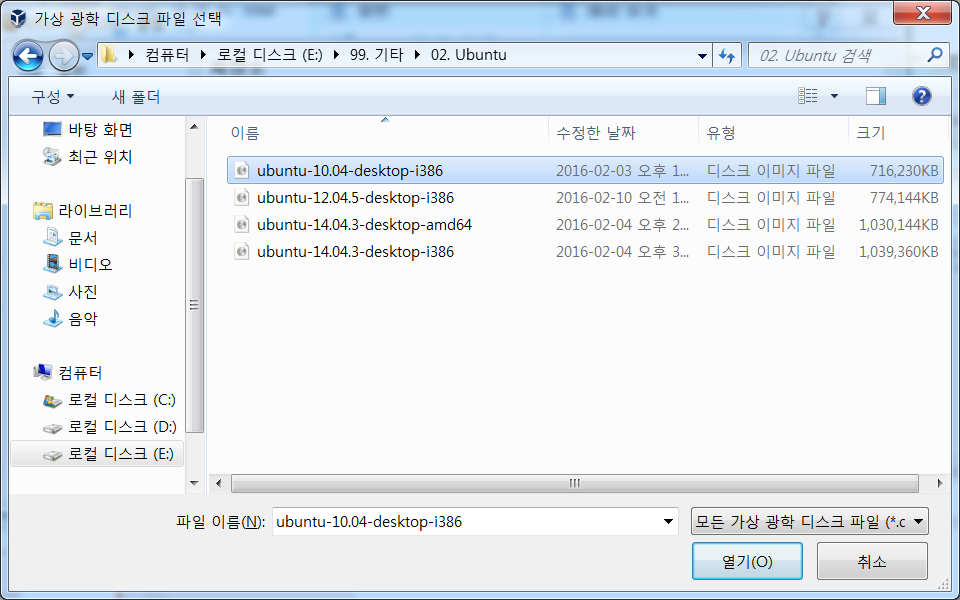 가상 광학 디스크 파일 선택
컴퓨터 로컬 디스크 (E:) 99. 기타 02. Ubuntu
02. Ubuntu 검색
구성 새 폴더
바탕 화면
최근 위치
라이브러리
문서
비디오
사진
음악
컴퓨터
로컬 디스크 (C:)
로컬 디스크 (D:)
로컬 디스크 (E:)
이름 수정한 날짜 유형 크기
ubuntu-10.04-desktop-i386 2016-02-03 오후 1... 디스크 이미지 파일 716,230KB
ubuntu-12.04.5-desktop-i386 2016-02-10 오전 1... 디스크 이미지 파일 774,144KB
ubuntu-14.04.3-desktop-amd64 2016-02-04 오후 2... 디스크 이미지 파일 1,030,144KB
ubuntu-14.04.3-desktop-i386 2016-02-04 오후 3... 디스크 이미지 파일 1,039,360KB
파일 이름(N): ubuntu-10.04-desktop-i386 모든 가상 광학 디스크 파일 (*.c
열기(O) 취소